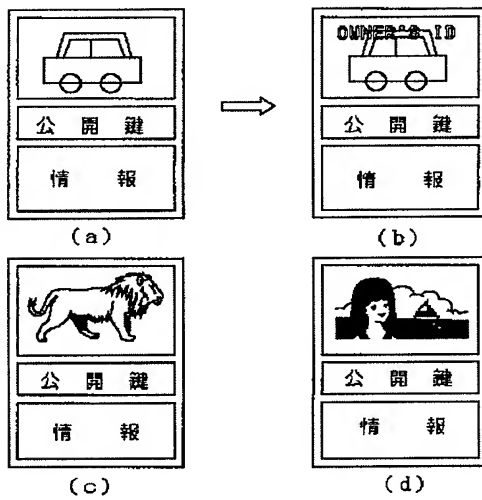 OWNER'S ID
公 開 鍵
公 開 鍵
情 報
情 報
(a)
(b)
公 開 鍵
公 開 鍵
情 報
情 報
(c)
(d)